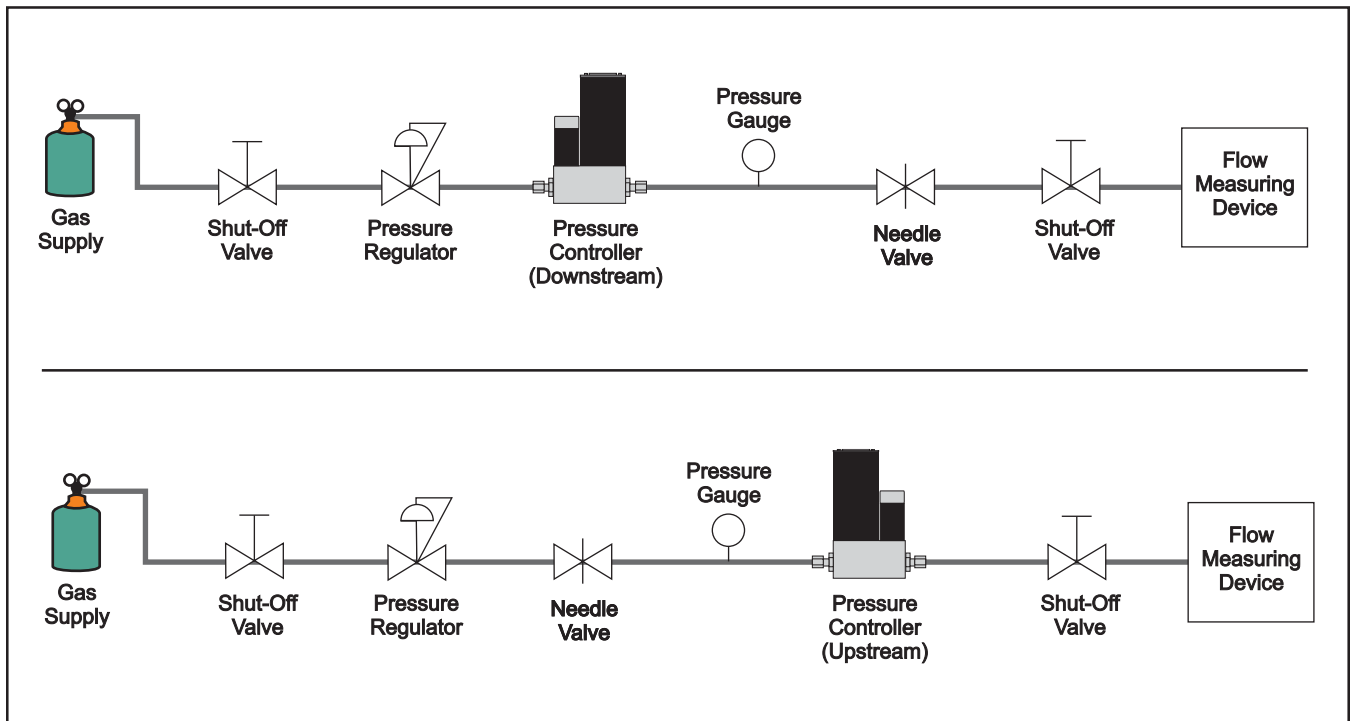 Gas
Supply
Shut-Off
Valve
Pressure
Regulator
Pressure
Controller
(Downstream)
Pressure
Gauge
Needle
Valve
Shut-Off
Valve
Flow
Measuring
Device
Gas
Supply
Shut-Off
Valve
Pressure
Regulator
Needle
Valve
Pressure
Gauge
Pressure
Controller
(Upstream)
Shut-Off
Valve
Flow
Measuring
Device